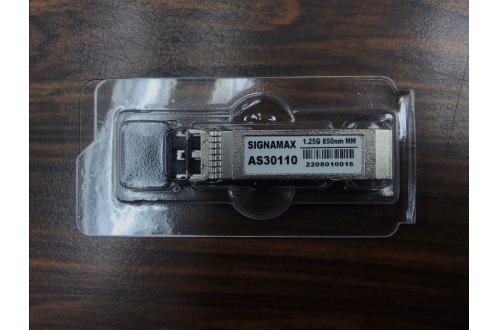 SIGNAMAX
AS30110
1.25G 850nm MM
2208010016